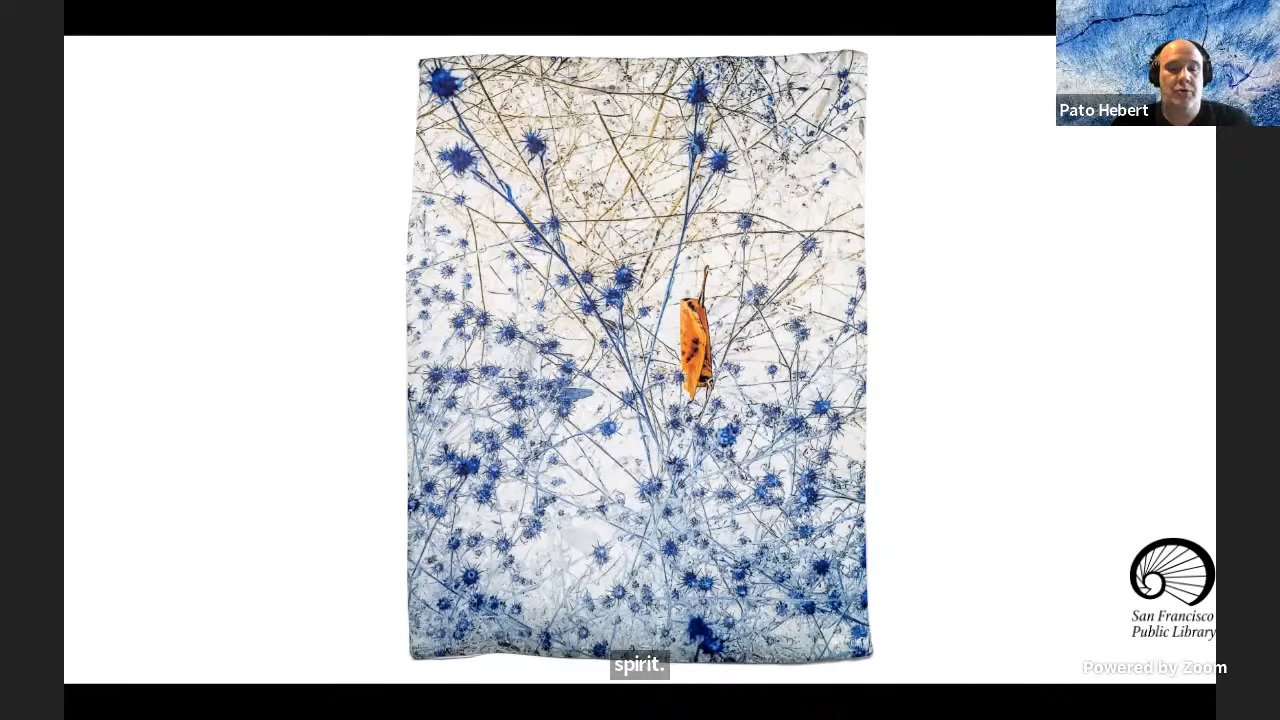 Pato Hebert
San Francisco
Public Library
spirit.
Powered by Zoom